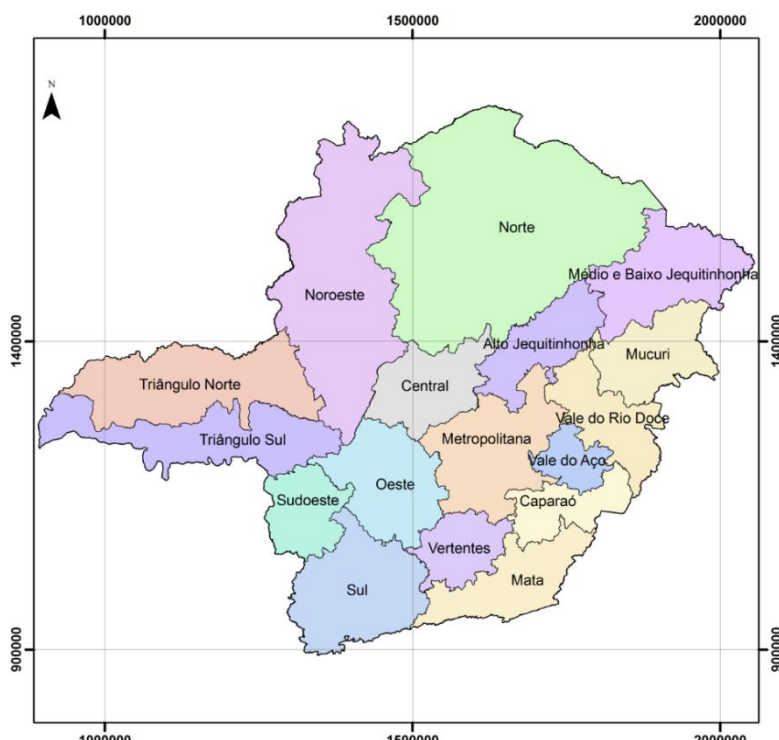 1000000 1500000 2000000
N
Norte
Médio e Baixo Jequitinhonha
Noroeste
1400000 1400000
Alto Jequitinhonha
Mucuri
Triângulo Norte
Central
Vale do Rio Doce
Triângulo Sul
Metropolitana
Vale do Aço
Oeste
Sudoeste
Caparaó
Vertentes
Mata
Sul
900000 900000
1000000 1500000 2000000